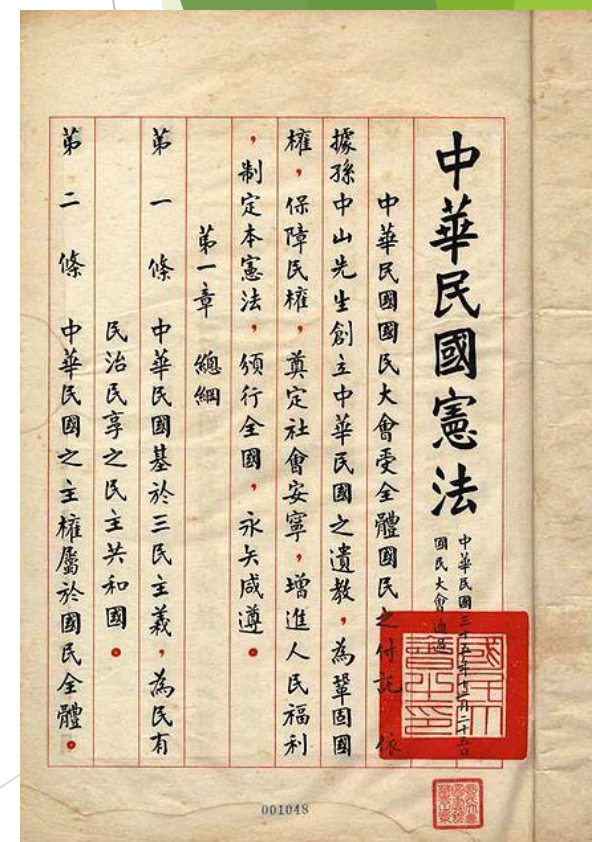 中華民國憲法
中華民國三十五年十二月二十五日
國民大會通過
中華民國國民大會受全體國民之付託 依
據孫中山先生創立中華民國之遺教,為鞏固國
權,保障民權,奠定社會安寧,增進人民福利
,制定本憲法,頒行全國,永矢咸遵。
第一章 總綱
第一條 中華民國基於三民主義,為民有
民治民享之民主共和國。
第二條 中華民國之主權屬於國民全體。
國民大
會之印
001048